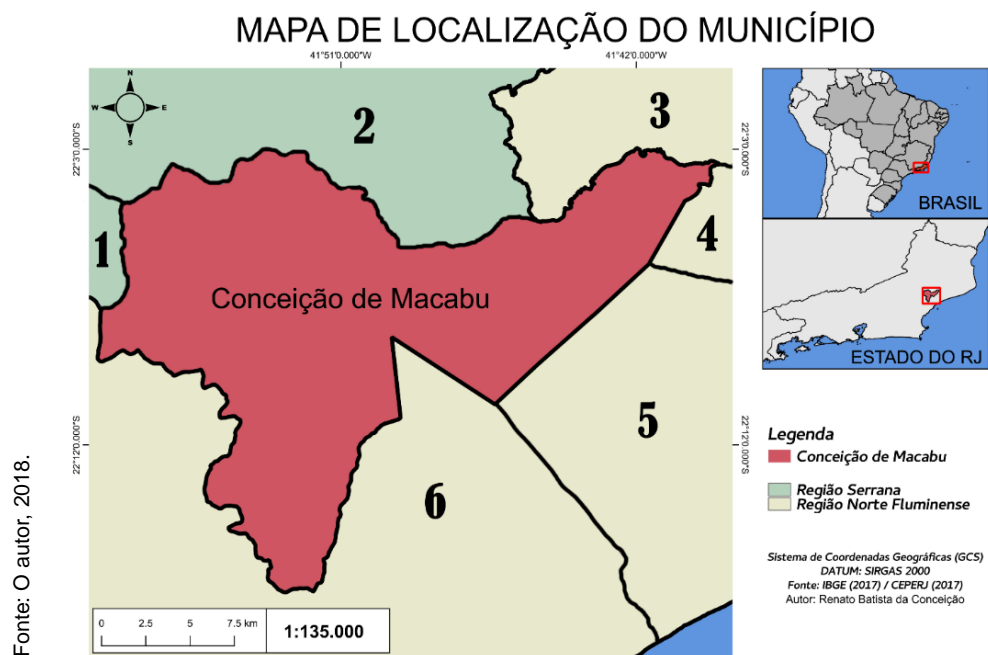 MAPA DE LOCALIZAÇÃO DO MUNICÍPIO
41°51'0.000"W
41°42'0.000"W
N
W
E
S
22°3'0.000"S
22°3'0.000"S
2
3
1
4
Conceição de Macabu
5
6
22°12'0.000"S
22°12'0.000"S
0
2.5
5
7.5 km
1:135.000
BRASIL
ESTADO DO RJ
Legenda
Conceição de Macabu
Região Serrana
Região Norte Fluminense
Sistema de Coordenadas Geográficas (GCS)
DATUM: SIRGAS 2000
Fonte: IBGE (2017) / CEPERJ (2017)
Autor: Renato Batista da Conceição
Fonte: O autor, 2018.